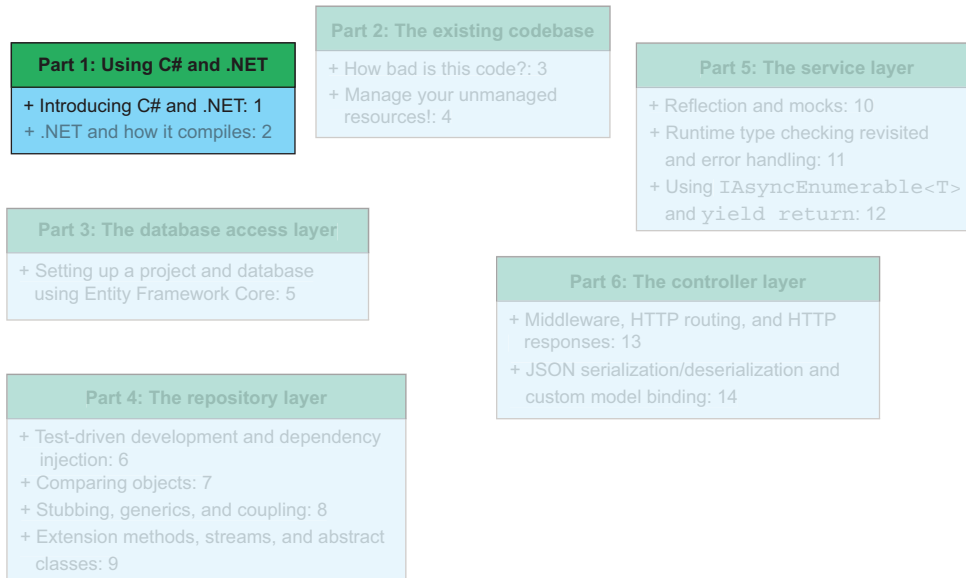 Part 1: Using C# and .NET
+ Introducing C# and .NET: 1
+ .NET and how it compiles: 2
Part 2: The existing codebase
+ How bad is this code?: 3
+ Manage your unmanaged
resources!: 4
Part 3: The database access layer
+ Setting up a project and database
using Entity Framework Core: 5
Part 4: The repository layer
+ Test-driven development and dependency
injection: 6
+ Comparing objects: 7
+ Stubbing, generics, and coupling: 8
+ Extension methods, streams, and abstract
classes: 9
Part 5: The service layer
+ Reflection and mocks: 10
+ Runtime type checking revisited
and error handling: 11
+ Using IAsyncEnumerable<T>
and yield return: 12
Part 6: The controller layer
+ Middleware, HTTP routing, and HTTP
responses: 13
+ JSON serialization/deserialization and
custom model binding: 14